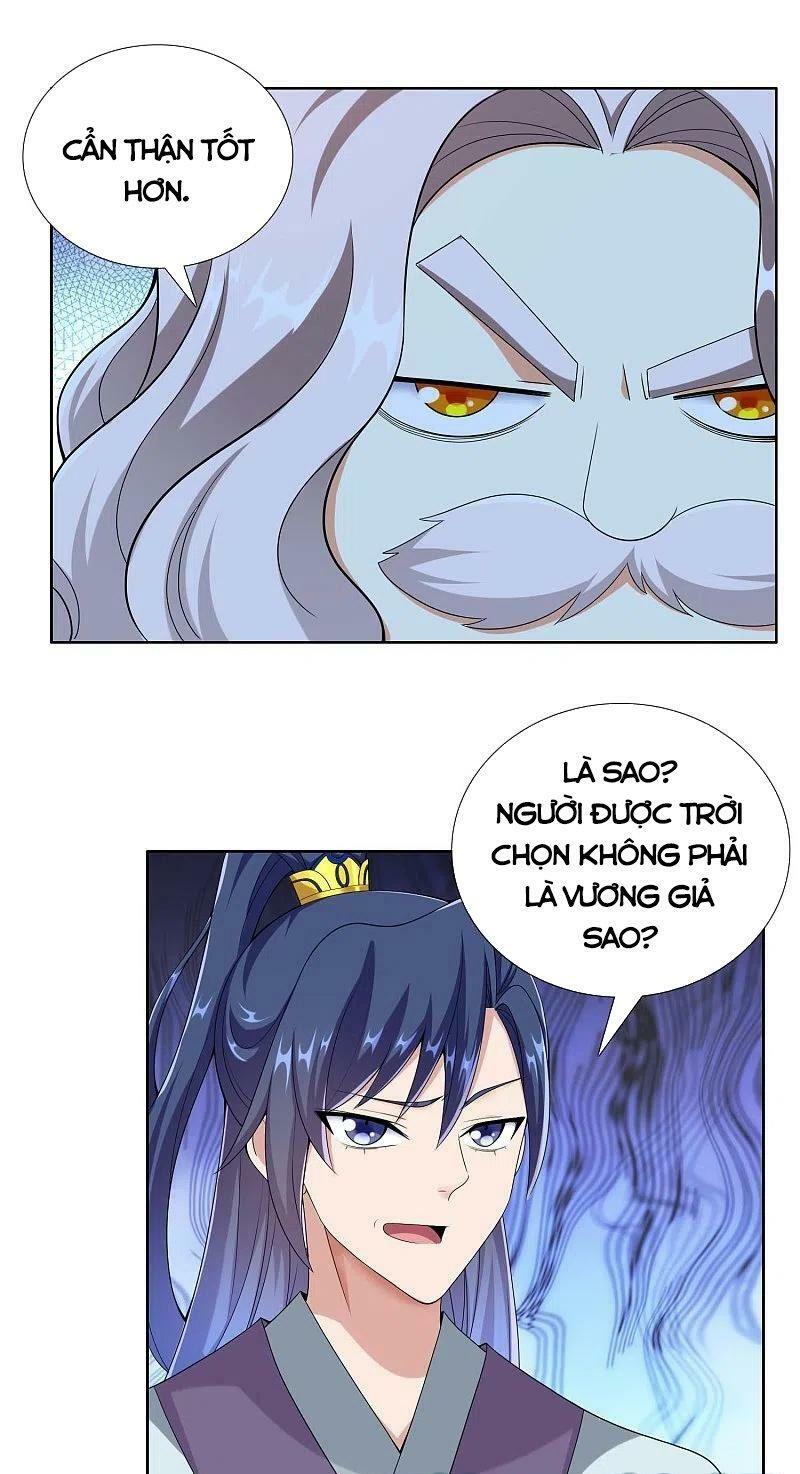 CẨN THẬN TỐT
HƠN.
LÀ SAO?
NGƯỜI ĐƯỢC TRỜI
CHỌN KHÔNG PHẢI
LÀ VƯƠNG GIẢ
SAO?